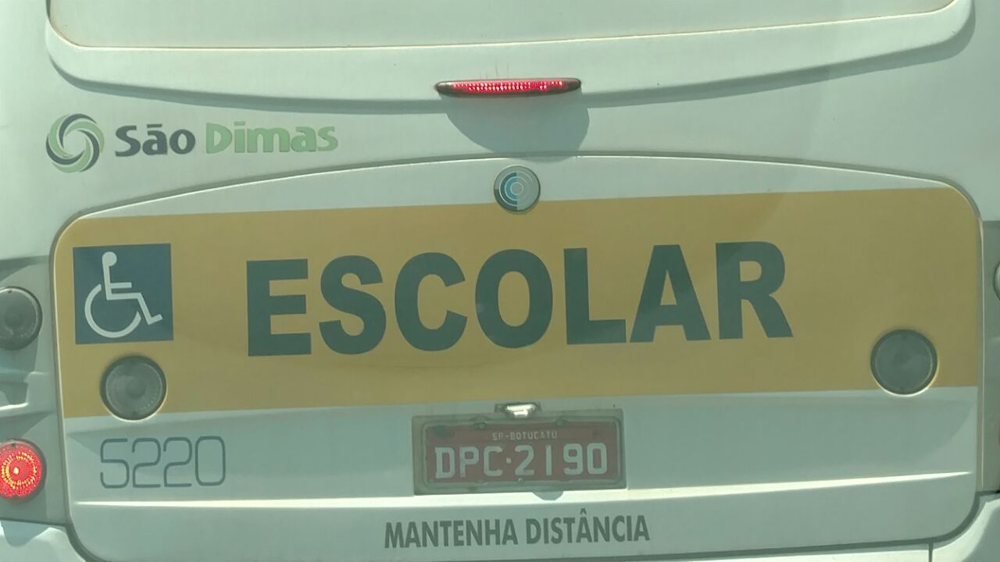 São Dimas
ESCOLAR
5220
SP-BOTUCATU
DPC·2190
MANTENHA DISTÂNCIA